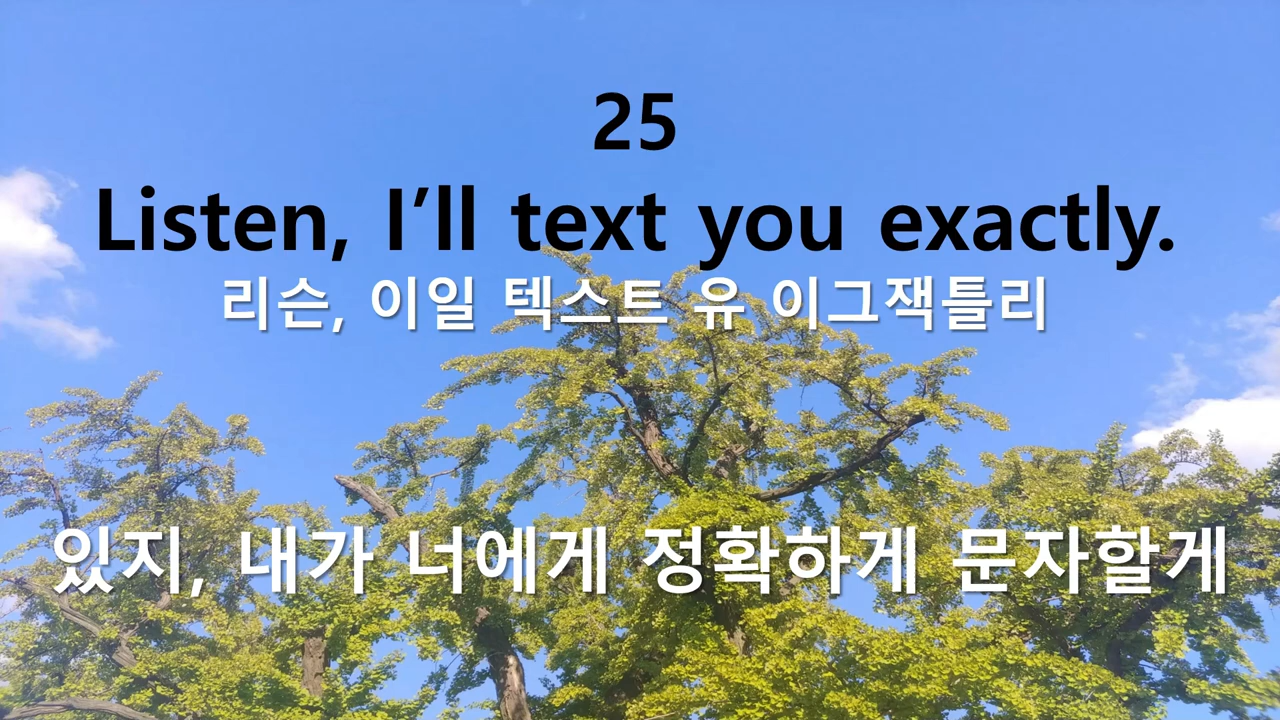 25
Listen, I’ll text you exactly.
리슨, 이일 텍스트 유 이그잭틀리
있지, 내가 너에게 정확하게 문자할게